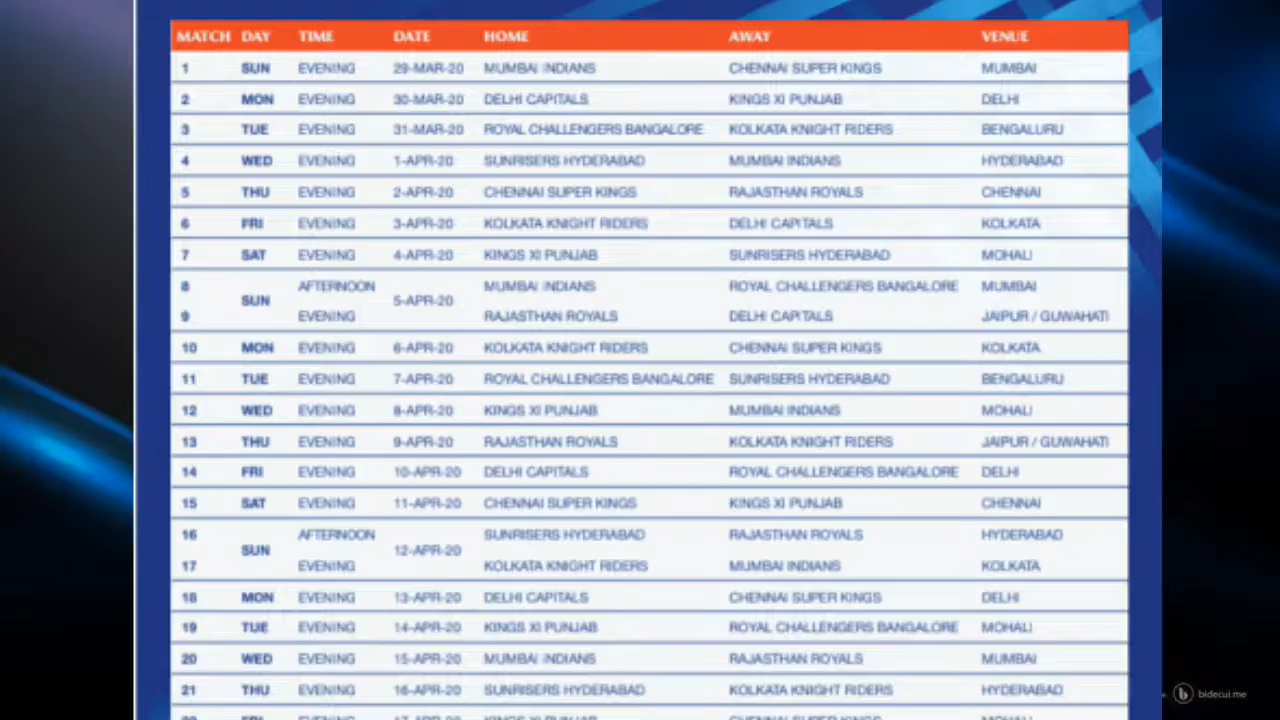 MATCH DAY TIME DATE HOME AWAY VENUE
1 SUN EVENING 29-MAR-20 MUMBAI INDIANS CHENNAI SUPER KINGS MUMBAI
2 MON EVENING 30-MAR-20 DELHI CAPITALS KINGS XI PUNJAB DELHI
3 TUE EVENING 31-MAR-20 ROYAL CHALLENGERS BANGALORE KOLKATA KNIGHT RIDERS BENGALURU
4 WED EVENING 1-APR-20 SUNRISERS HYDERABAD MUMBAI INDIANS HYDERABAD
5 THU EVENING 2-APR-20 CHENNAI SUPER KINGS RAJASTHAN ROYALS CHENNAI
6 FRI EVENING 3-APR-20 KOLKATA KNIGHT RIDERS DELHI CAPITALS KOLKATA
7 SAT EVENING 4-APR-20 KINGS XI PUNJAB SUNRISERS HYDERABAD MOHALI
8 AFTERNOON MUMBAI INDIANS ROYAL CHALLENGERS BANGALORE MUMBAI
SUN 5-APR-20
9 EVENING RAJASTHAN ROYALS DELHI CAPITALS JAIPUR / GUWAHATI
10 MON EVENING 6-APR-20 KOLKATA KNIGHT RIDERS CHENNAI SUPER KINGS KOLKATA
11 TUE EVENING 7-APR-20 ROYAL CHALLENGERS BANGALORE SUNRISERS HYDERABAD BENGALURU
12 WED EVENING 8-APR-20 KINGS XI PUNJAB MUMBAI INDIANS MOHALI
13 THU EVENING 9-APR-20 RAJASTHAN ROYALS KOLKATA KNIGHT RIDERS JAIPUR / GUWAHATI
14 FRI EVENING 10-APR-20 DELHI CAPITALS ROYAL CHALLENGERS BANGALORE DELHI
15 SAT EVENING 11-APR-20 CHENNAI SUPER KINGS KINGS XI PUNJAB CHENNAI
16 AFTERNOON SUNRISERS HYDERABAD RAJASTHAN ROYALS HYDERABAD
SUN 12-APR-20
17 EVENING KOLKATA KNIGHT RIDERS MUMBAI INDIANS KOLKATA
18 MON EVENING 13-APR-20 DELHI CAPITALS CHENNAI SUPER KINGS DELHI
19 TUE EVENING 14-APR-20 KINGS XI PUNJAB ROYAL CHALLENGERS BANGALORE MOHALI
20 WED EVENING 15-APR-20 MUMBAI INDIANS RAJASTHAN ROYALS MUMBAI
21 THU EVENING 16-APR-20 SUNRISERS HYDERABAD KOLKATA KNIGHT RIDERS HYDERABAD
bidecui.me